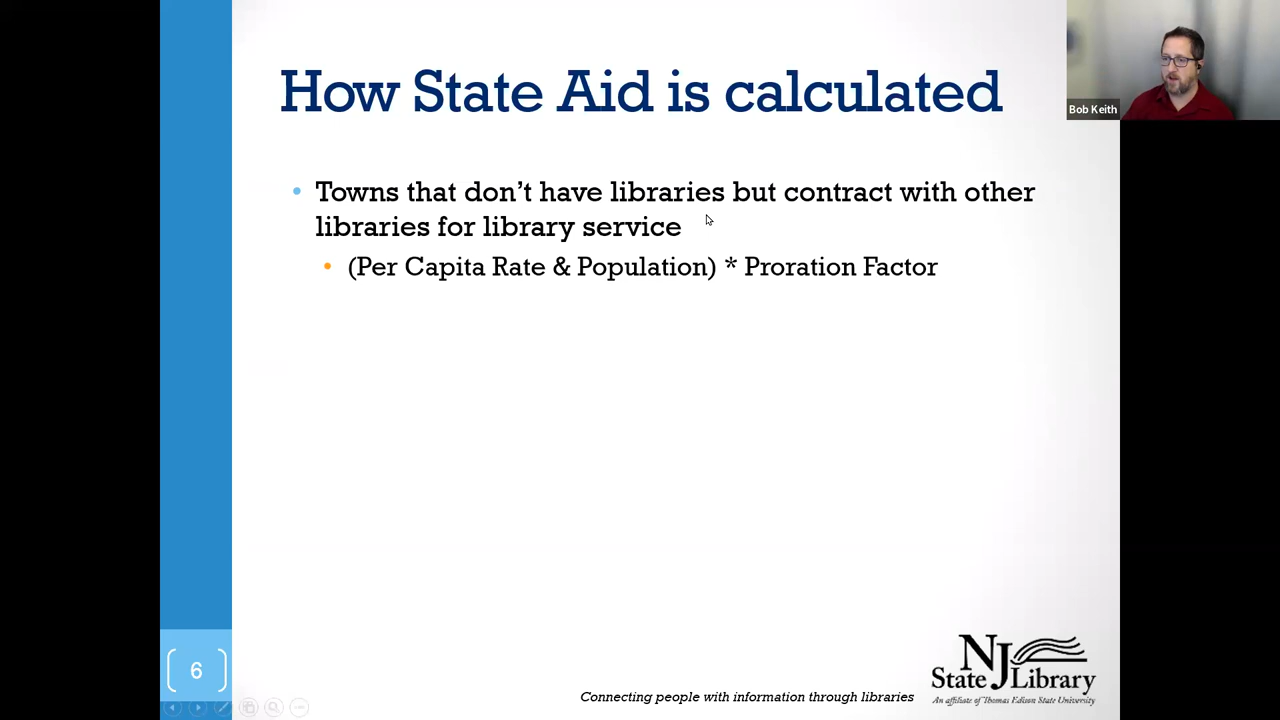 How State Aid is calculated
Bob Keith
• Towns that don’t have libraries but contract with other
libraries for library service
• (Per Capita Rate & Population) * Proration Factor
6
NJ
State Library
An affiliate of Thomas Edison State University
Connecting people with information through libraries